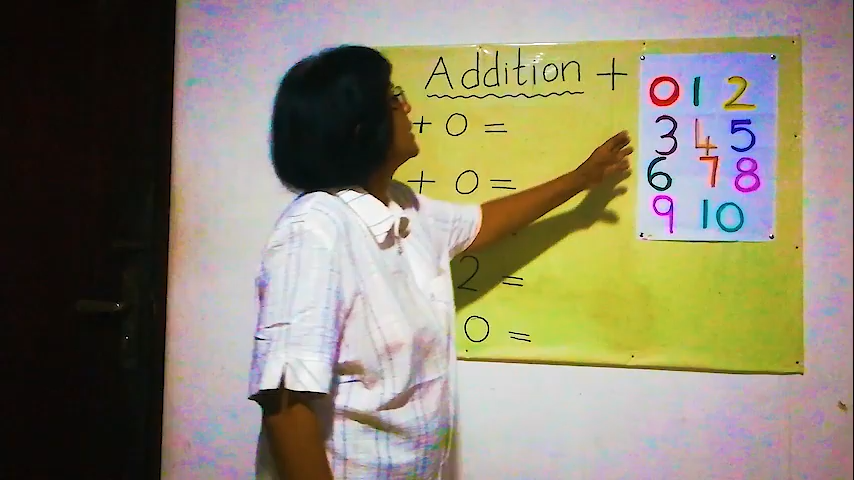 Addition +
+ 0 =
+ 0 =
2 =
0 =
0 1 2
3 4 5
6 7 8
9 10